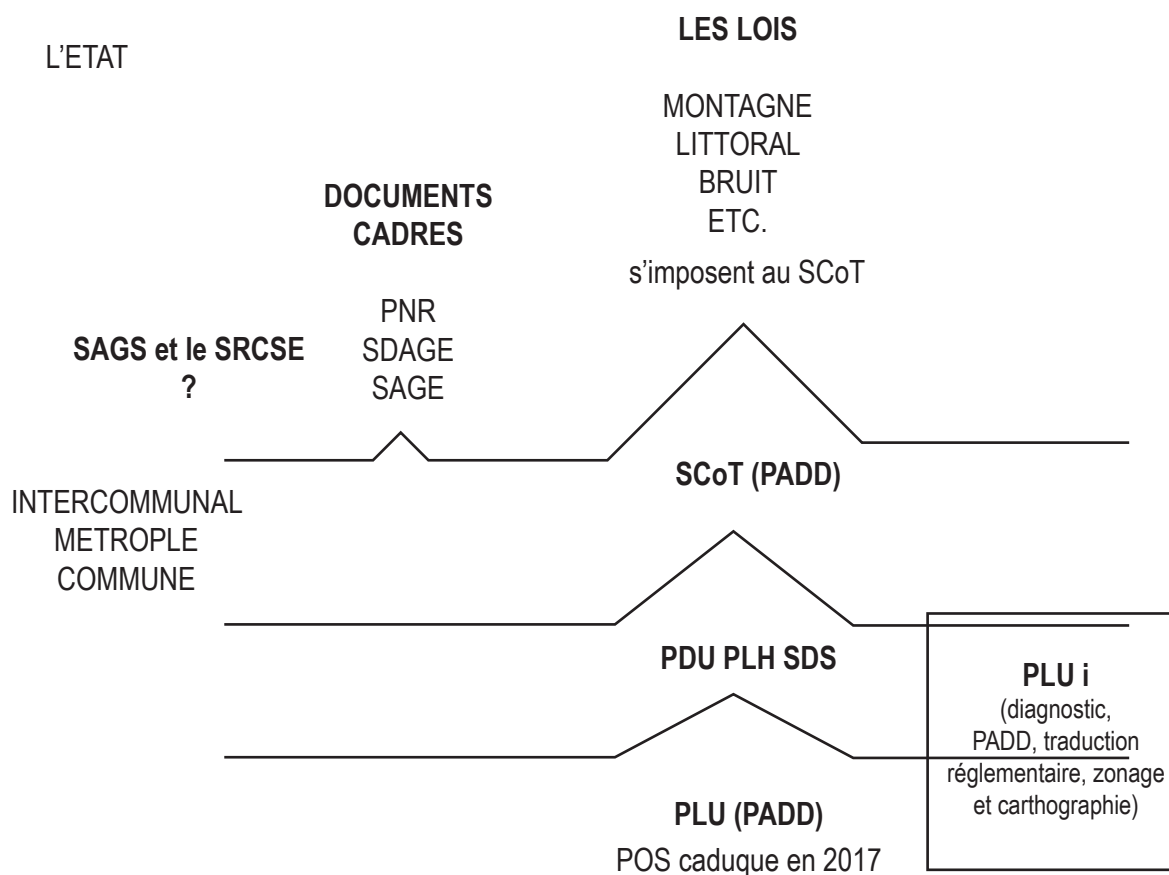 L'ETAT
LES LOIS
MONTAGNE
LITTORAL
BRUIT
ETC.
s'imposent au SCoT
DOCUMENTS
CADRES
PNR
SDAGE
SAGE
SAGS et le SRCSE
?
SCoT (PADD)
INTERCOMMUNAL
METROPLE
COMMUNE
PDU PLH SDS
PLU i
(diagnostic,
PADD, traduction
réglementaire, zonage
et carthographie)
PLU (PADD)
POS caduque en 2017